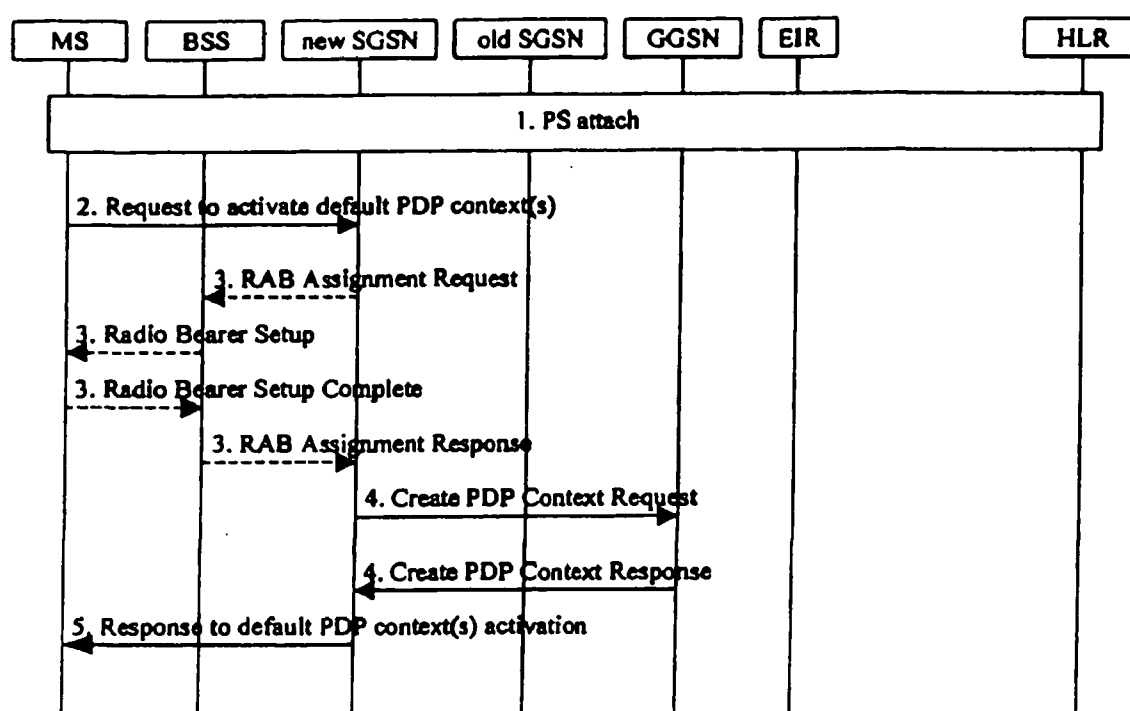 MS BSS new SGSN old SGSN GGSN EIR HLR
1. PS attach
2. Request to activate default PDP context(s)
3. RAB Assignment Request
3. Radio Bearer Setup
3. Radio Bearer Setup Complete
3. RAB Assignment Response
4. Create PDP Context Request
4. Create PDP Context Response
5. Response to default PDP context(s) activation